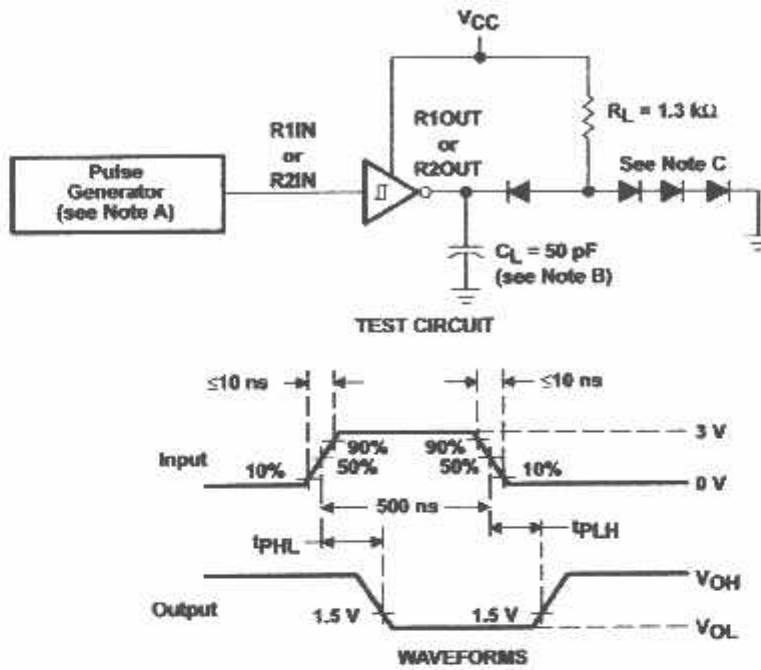 VCC
RL = 1.3 kΩ
R1IN
or
R2IN
R1OUT
or
R2OUT
See Note C
Pulse
Generator
(see Note A)
CL = 50 pF
(see Note B)
TEST CIRCUIT
≤10 ns
≤10 ns
3 V
Input
10%
90%
50%
90%
50%
10%
0 V
500 ns
tPHL
tPLH
VOH
Output
1.5 V
1.5 V
VOL
WAVEFORMS